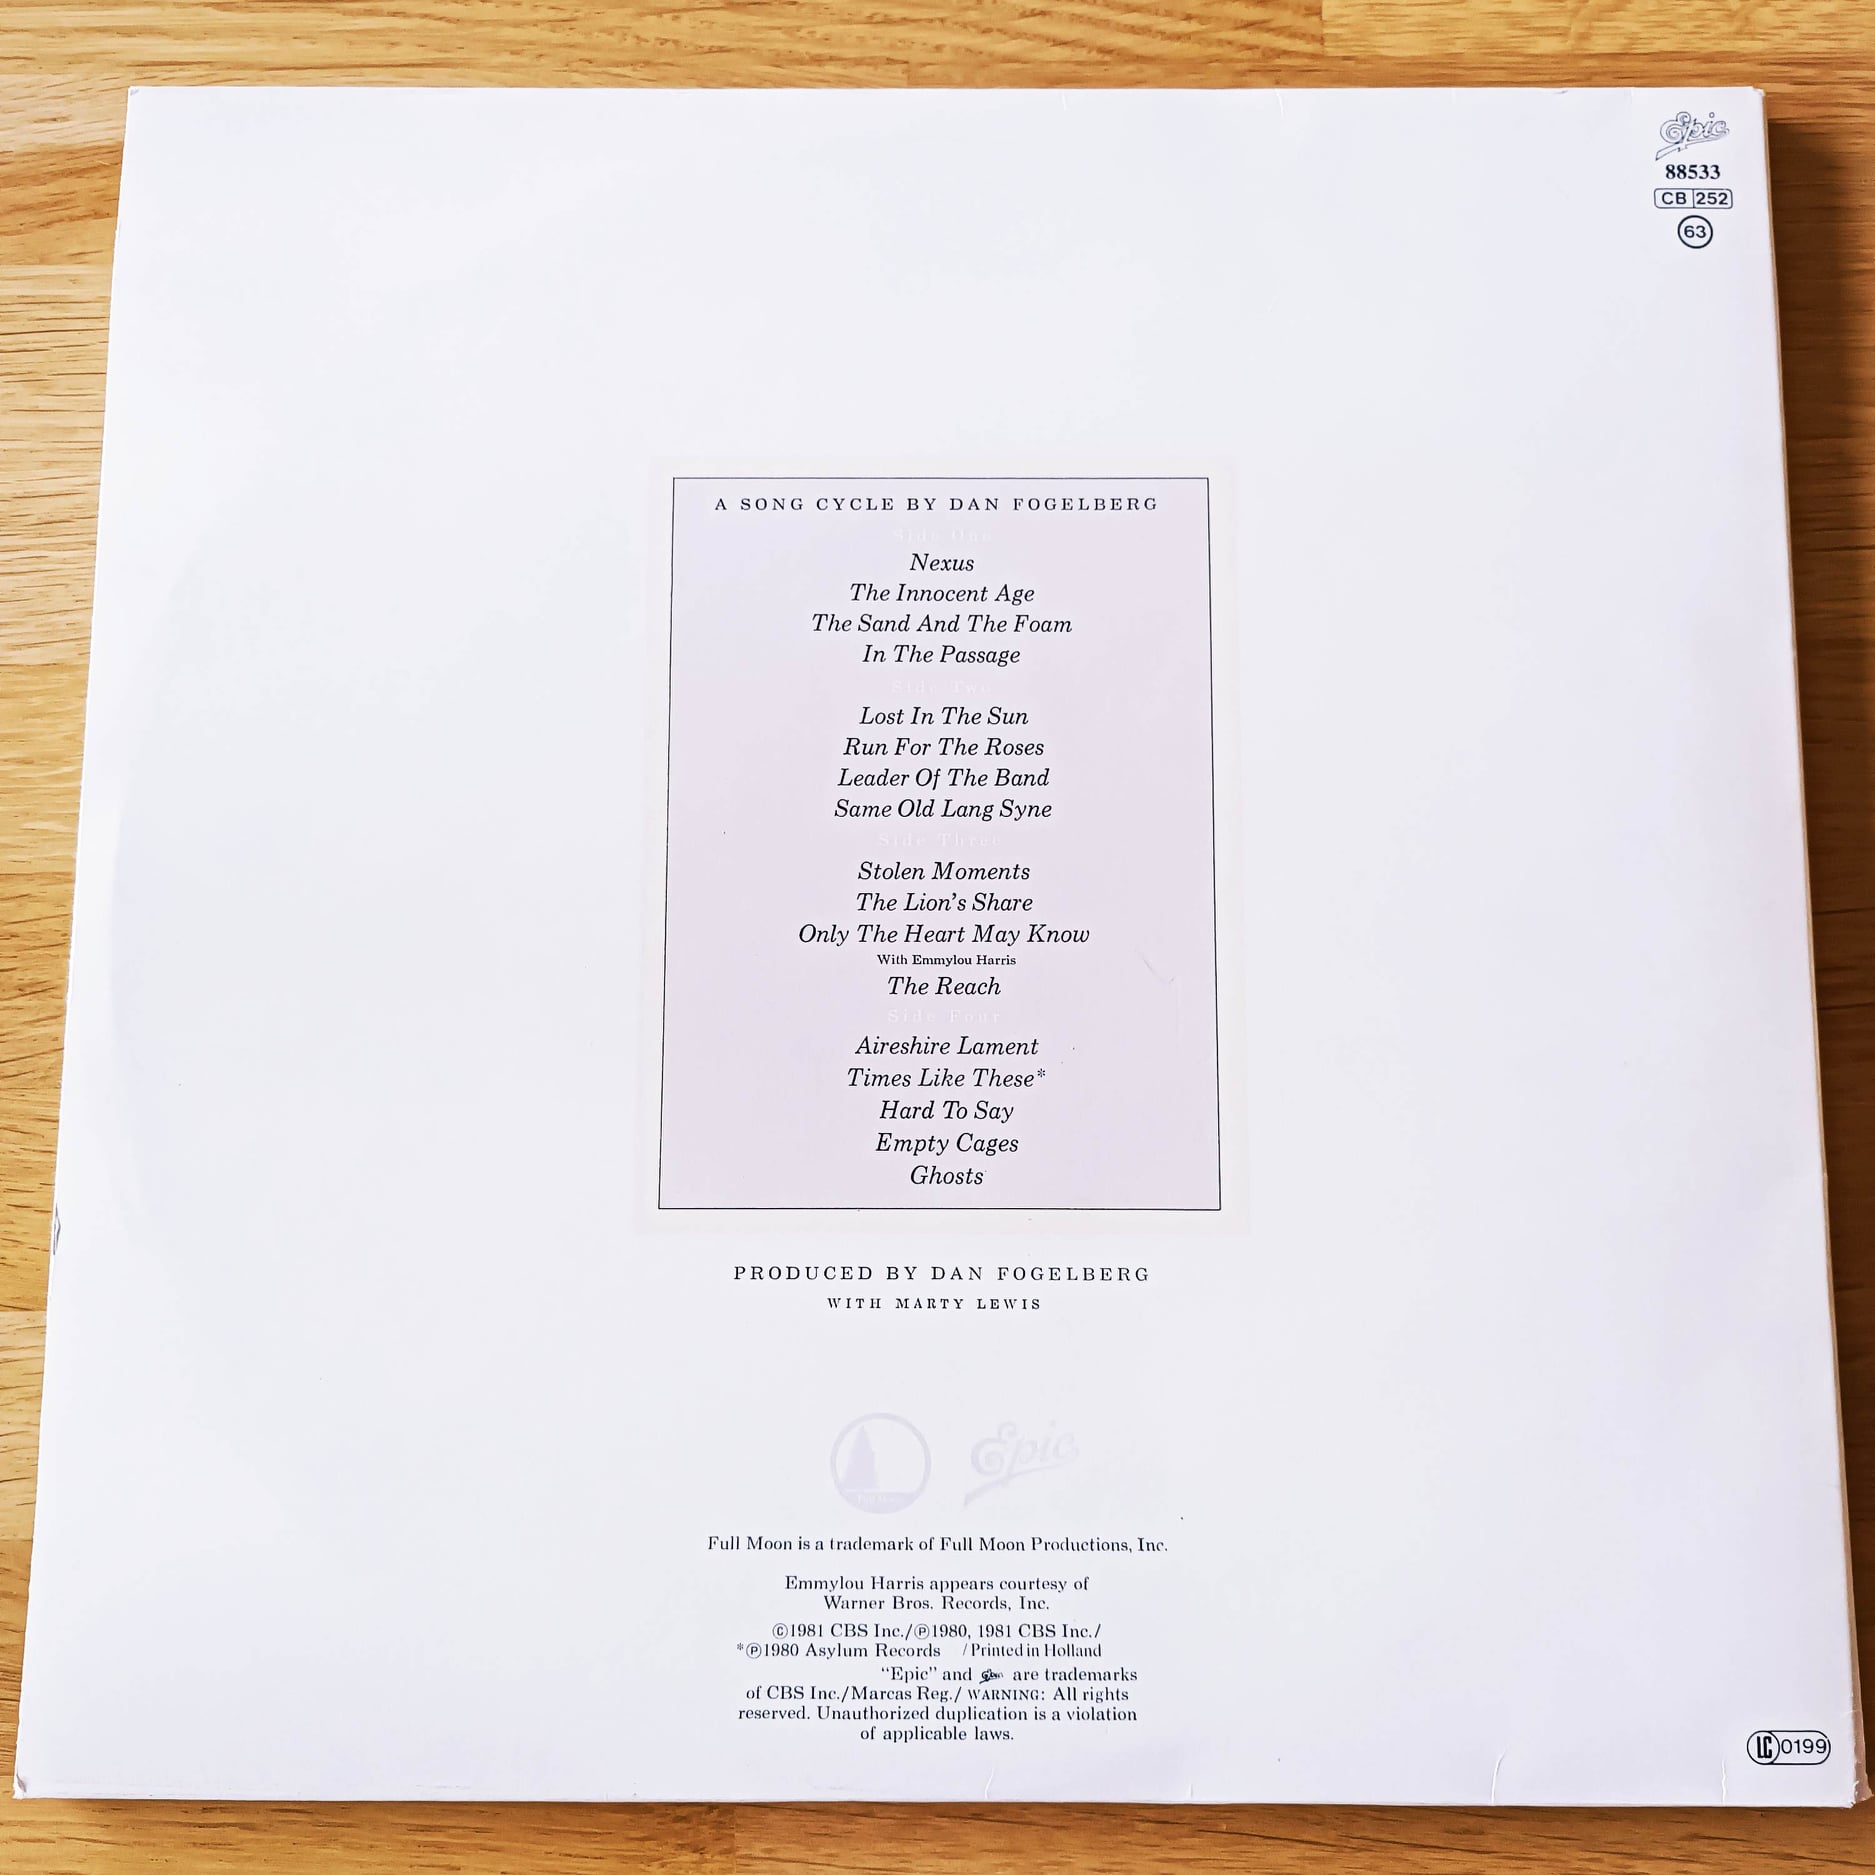 Epic
88533
CB 252
63
A SONG CYCLE BY DAN FOGELBERG
Side One
Nexus
The Innocent Age
The Sand And The Foam
In The Passage
Side Two
Lost In The Sun
Run For The Roses
Leader Of The Band
Same Old Lang Syne
Side Three
Stolen Moments
The Lion's Share
Only The Heart May Know
With Emmylou Harris
The Reach
Side Four
Aireshire Lament
Times Like These*
Hard To Say
Empty Cages
Ghosts
PRODUCED BY DAN FOGELBERG
WITH MARTY LEWIS
Epic
Full Moon is a trademark of Full Moon Productions, Inc.
Emmylou Harris appears courtesy of
Warner Bros. Records, Inc.
©1981 CBS Inc./℗1980, 1981 CBS Inc./
*℗1980 Asylum Records /Printed in Holland
"Epic" and Epic are trademarks
of CBS Inc./Marcas Reg./ WARNING: All rights
reserved. Unauthorized duplication is a violation
of applicable laws.
LC 0199